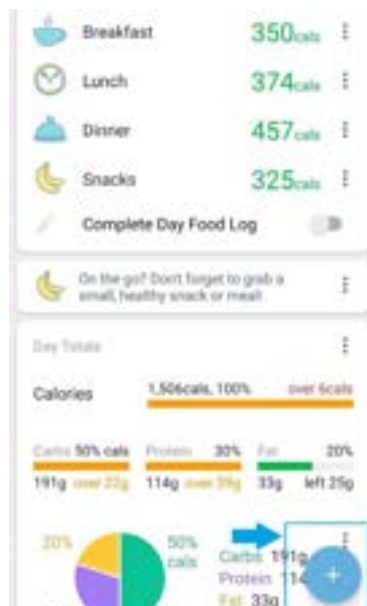 Breakfast 350cals
Lunch 374cals
Dinner 457cals
Snacks 325cals
Complete Day Food Log
On the go? Don't forget to grab a
small, healthy snack or meal!
Day Totals
Calories 1,506cals, 100% over 6cals
Carbs 50% cals Protein 30% Fat 20%
191g over 22g 114g over 39g 33g left 25g
20% 50%
cals
Carbs 191g
Protein 114
Fat 33g